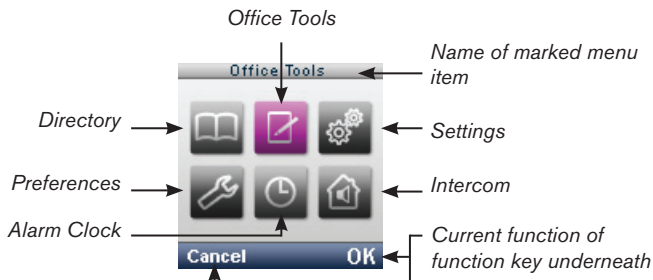 Office Tools
Office Tools
Name of marked menu
item
Directory
Settings
Preferences
Intercom
Alarm Clock
Cancel
OK
Current function of
function key underneath